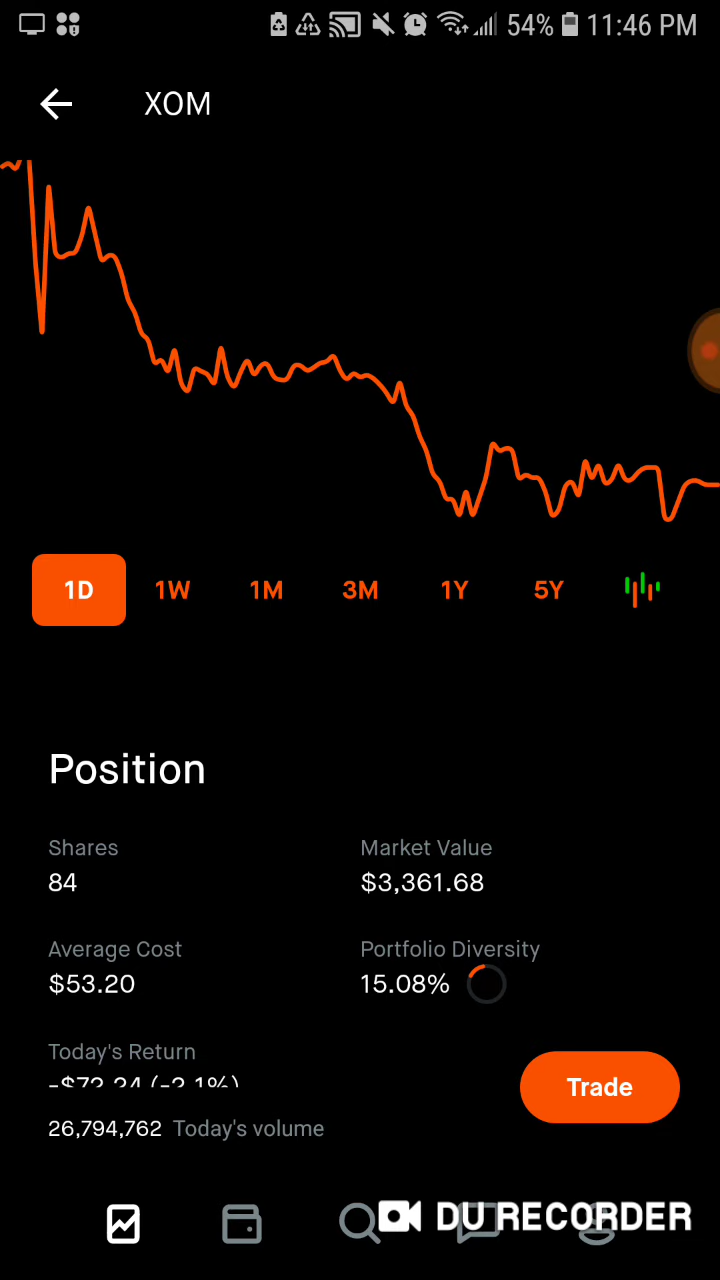 54% 11:46 PM
XOM
1D 1W 1M 3M 1Y 5Y
Position
Shares Market Value
84 $3,361.68
Average Cost Portfolio Diversity
$53.20 15.08%
Today's Return
Trade
26,794,762 Today's volume
DU RECORDER